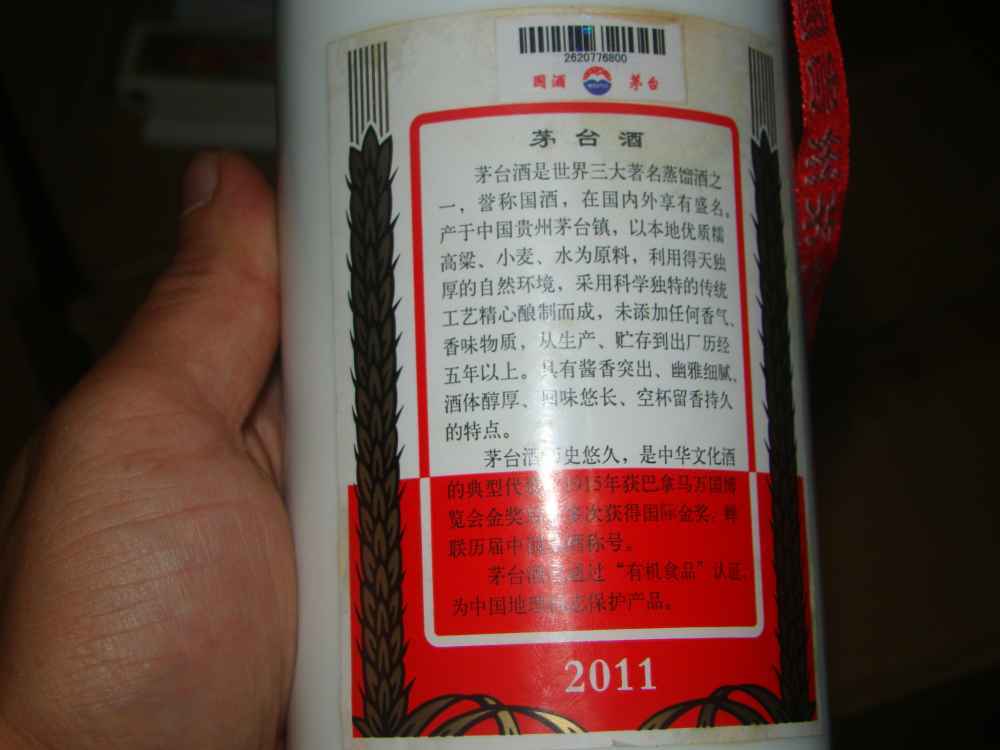 2620776800
国酒 茅台
茅台酒
茅台酒是世界三大著名蒸馏酒之
一，誉称国酒，在国内外享有盛名。
产于中国贵州茅台镇，以本地优质糯
高粱、小麦、水为原料，利用得天独
厚的自然环境，采用科学独特的传统
工艺精心酿制而成，未添加任何香气、
香味物质，从生产、贮存到出厂历经
五年以上。具有酱香突出、幽雅细腻、
酒体醇厚、回味悠长、空杯留香持久
的特点。
茅台酒历史悠久，是中华文化酒
的典型代表。1915年获巴拿马万国博
览会金奖 多次获得国际金奖，蝉
联历届中国 酒称号。
茅台酒 通过“有机食品”认证，
为中国地理标志保护产品。
2011